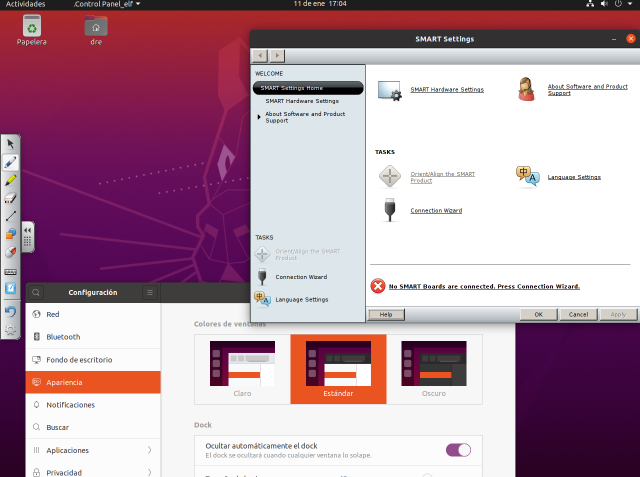 Actividades
.Control Panel_elf
11 de ene 17:04
Papelera
dre
SMART Settings
WELCOME
SMART Settings Home
SMART Hardware Settings
About Software and Product
Support
TASKS
Orient/Align the SMART
Product
Connection Wizard
Language Settings
SMART Hardware Settings
About Software and Product
Support
TASKS
Orient/Align the SMART
Product
Language Settings
Connection Wizard
No SMART Boards are connected. Press Connection Wizard.
Help
OK
Cancel
Apply
Configuración
Red
Bluetooth
Fondo de escritorio
Apariencia
Notificaciones
Buscar
Aplicaciones
Privacidad
Colores de ventanas
Claro
Estándar
Oscuro
Dock
Ocultar automáticamente el dock
El dock se ocultará cuando cualquier ventana lo solape.